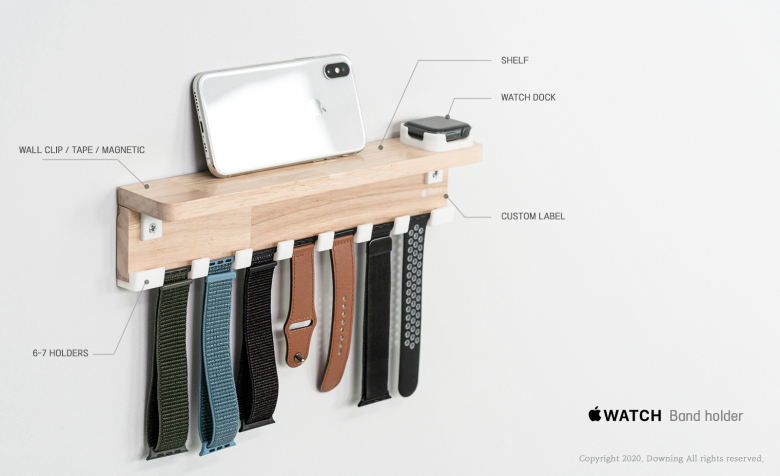 SHELF
WATCH DOCK
WALL CLIP / TAPE / MAGNETIC
CUSTOM LABEL
6-7 HOLDERS
WATCH Band holder
Copyright 2020. Downing All rights reserved.